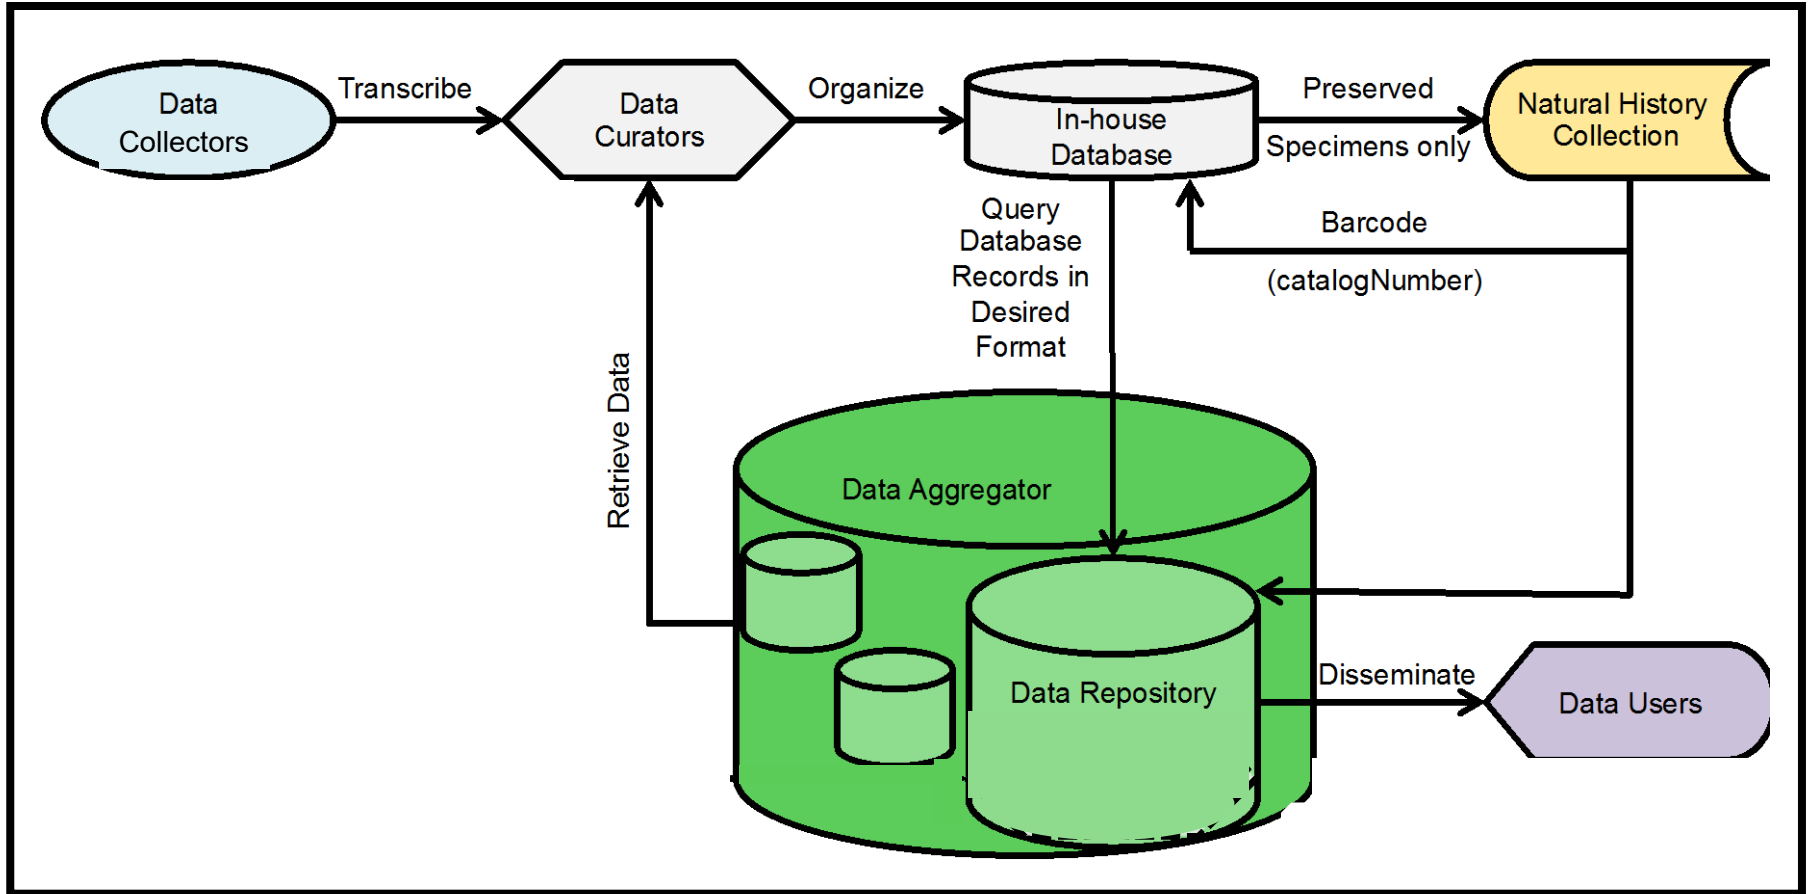 Data
Collectors
Transcribe
Data
Curators
Organize
In-house
Database
Preserved
Specimens only
Natural History
Collection
Query
Database
Records in
Desired
Format
Barcode
(catalogNumber)
Retrieve Data
Data Aggregator
Data Repository
Disseminate
Data Users